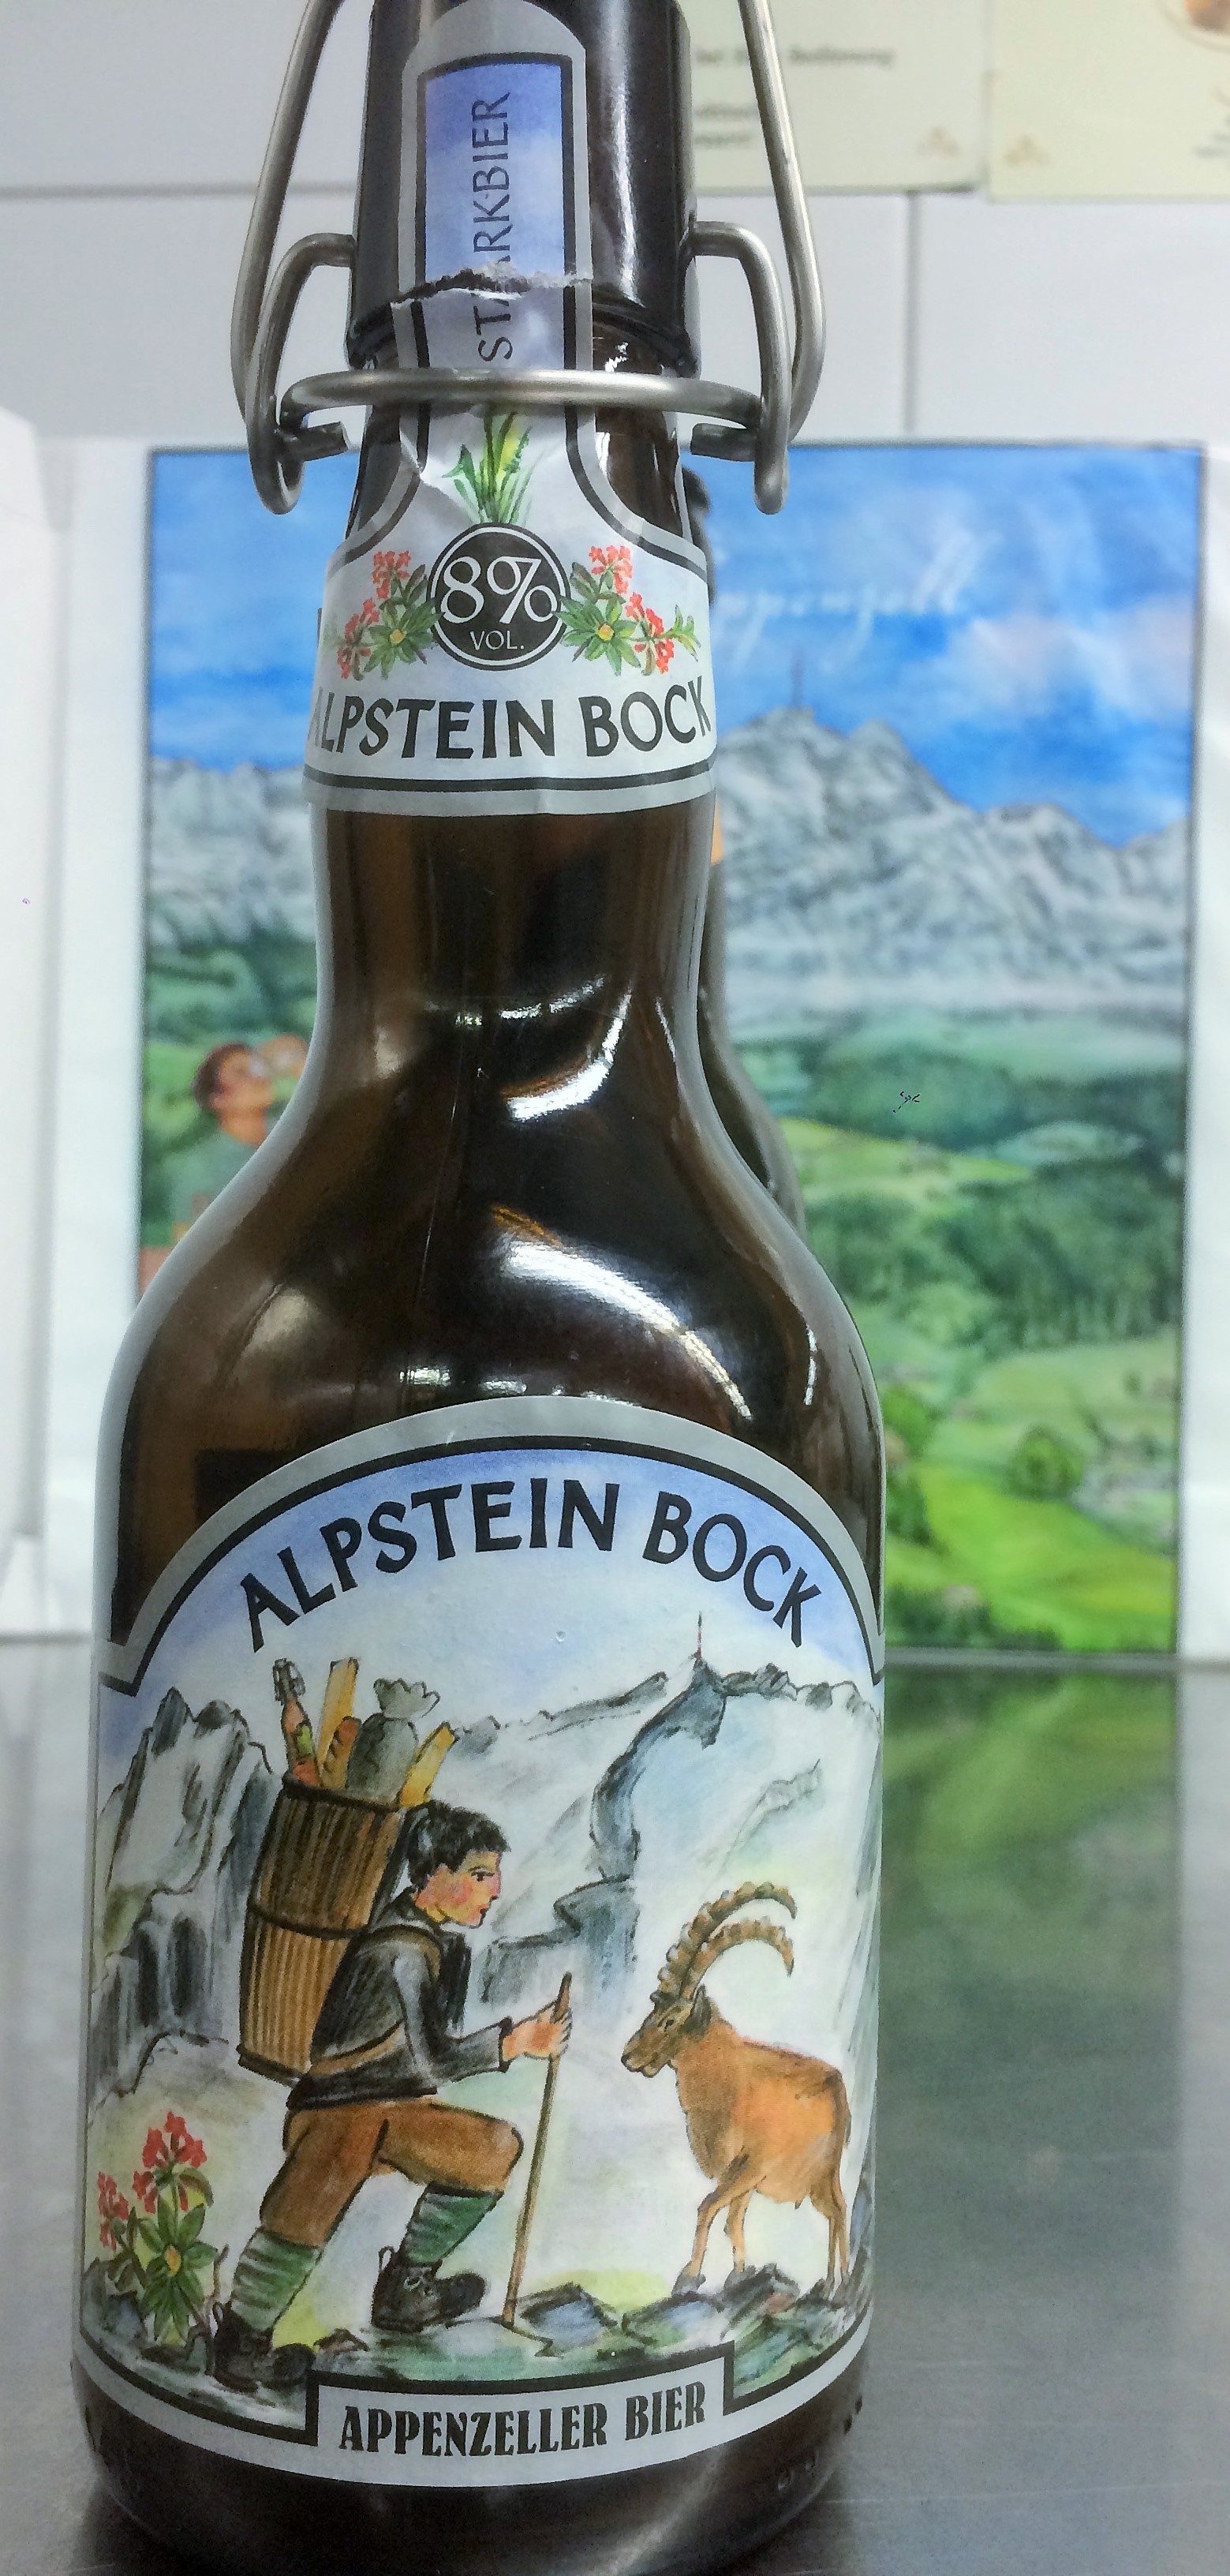 STARKBIER
8%
VOL.
ALPSTEIN BOCK
ALPSTEIN BOCK
APPENZELLER BIER